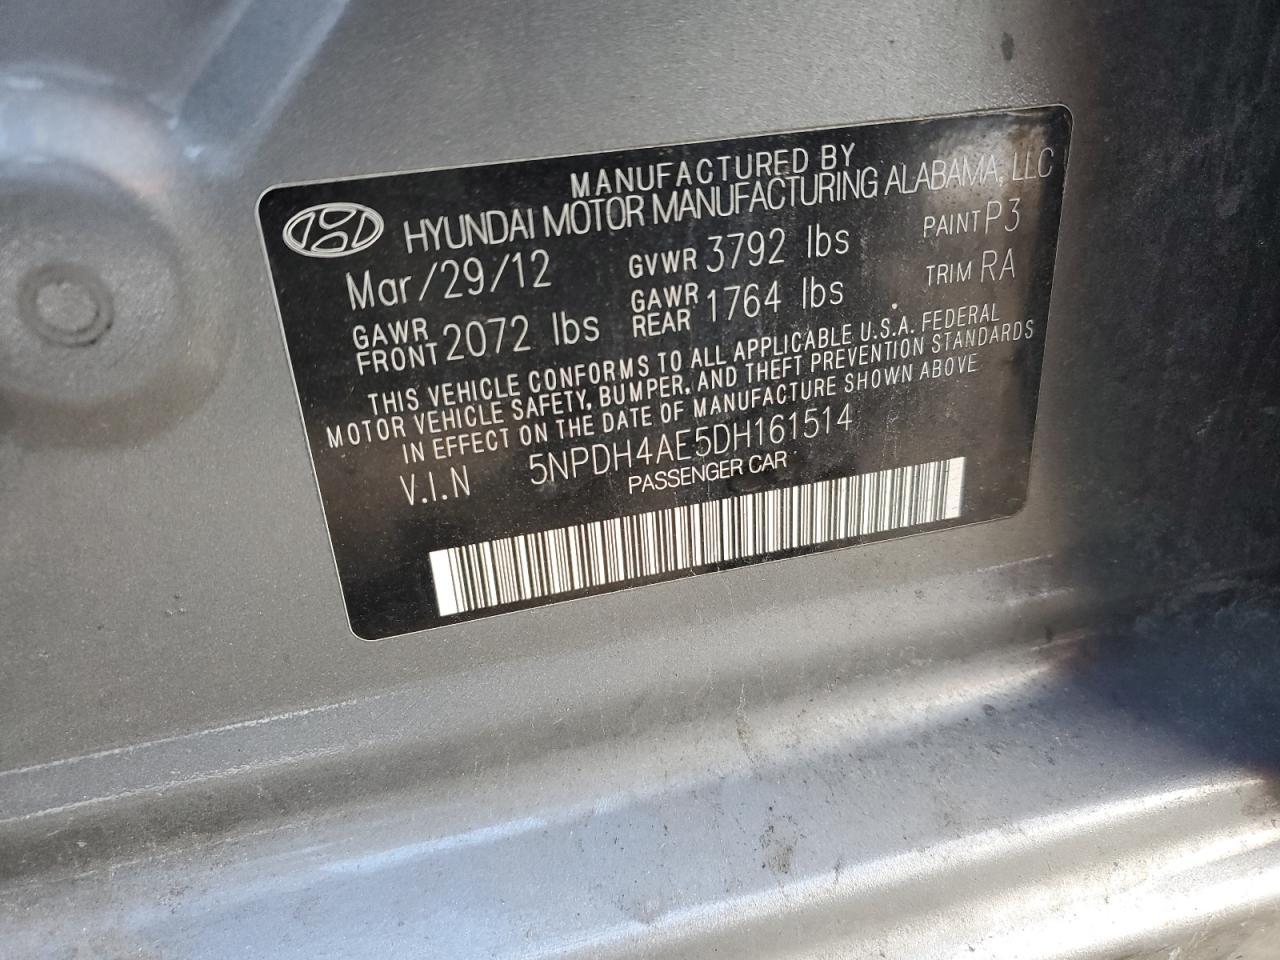 MANUFACTURED BY
HYUNDAI MOTOR MANUFACTURING ALABAMA, LLC
Mar/29/12 GVWR 3792 lbs PAINT P3
GAWR FRONT 2072 lbs GAWR REAR 1764 lbs TRIM RA
THIS VEHICLE CONFORMS TO ALL APPLICABLE U.S.A. FEDERAL
MOTOR VEHICLE SAFETY, BUMPER, AND THEFT PREVENTION STANDARDS
IN EFFECT ON THE DATE OF MANUFACTURE SHOWN ABOVE
V.I.N 5NPDH4AE5DH161514
PASSENGER CAR